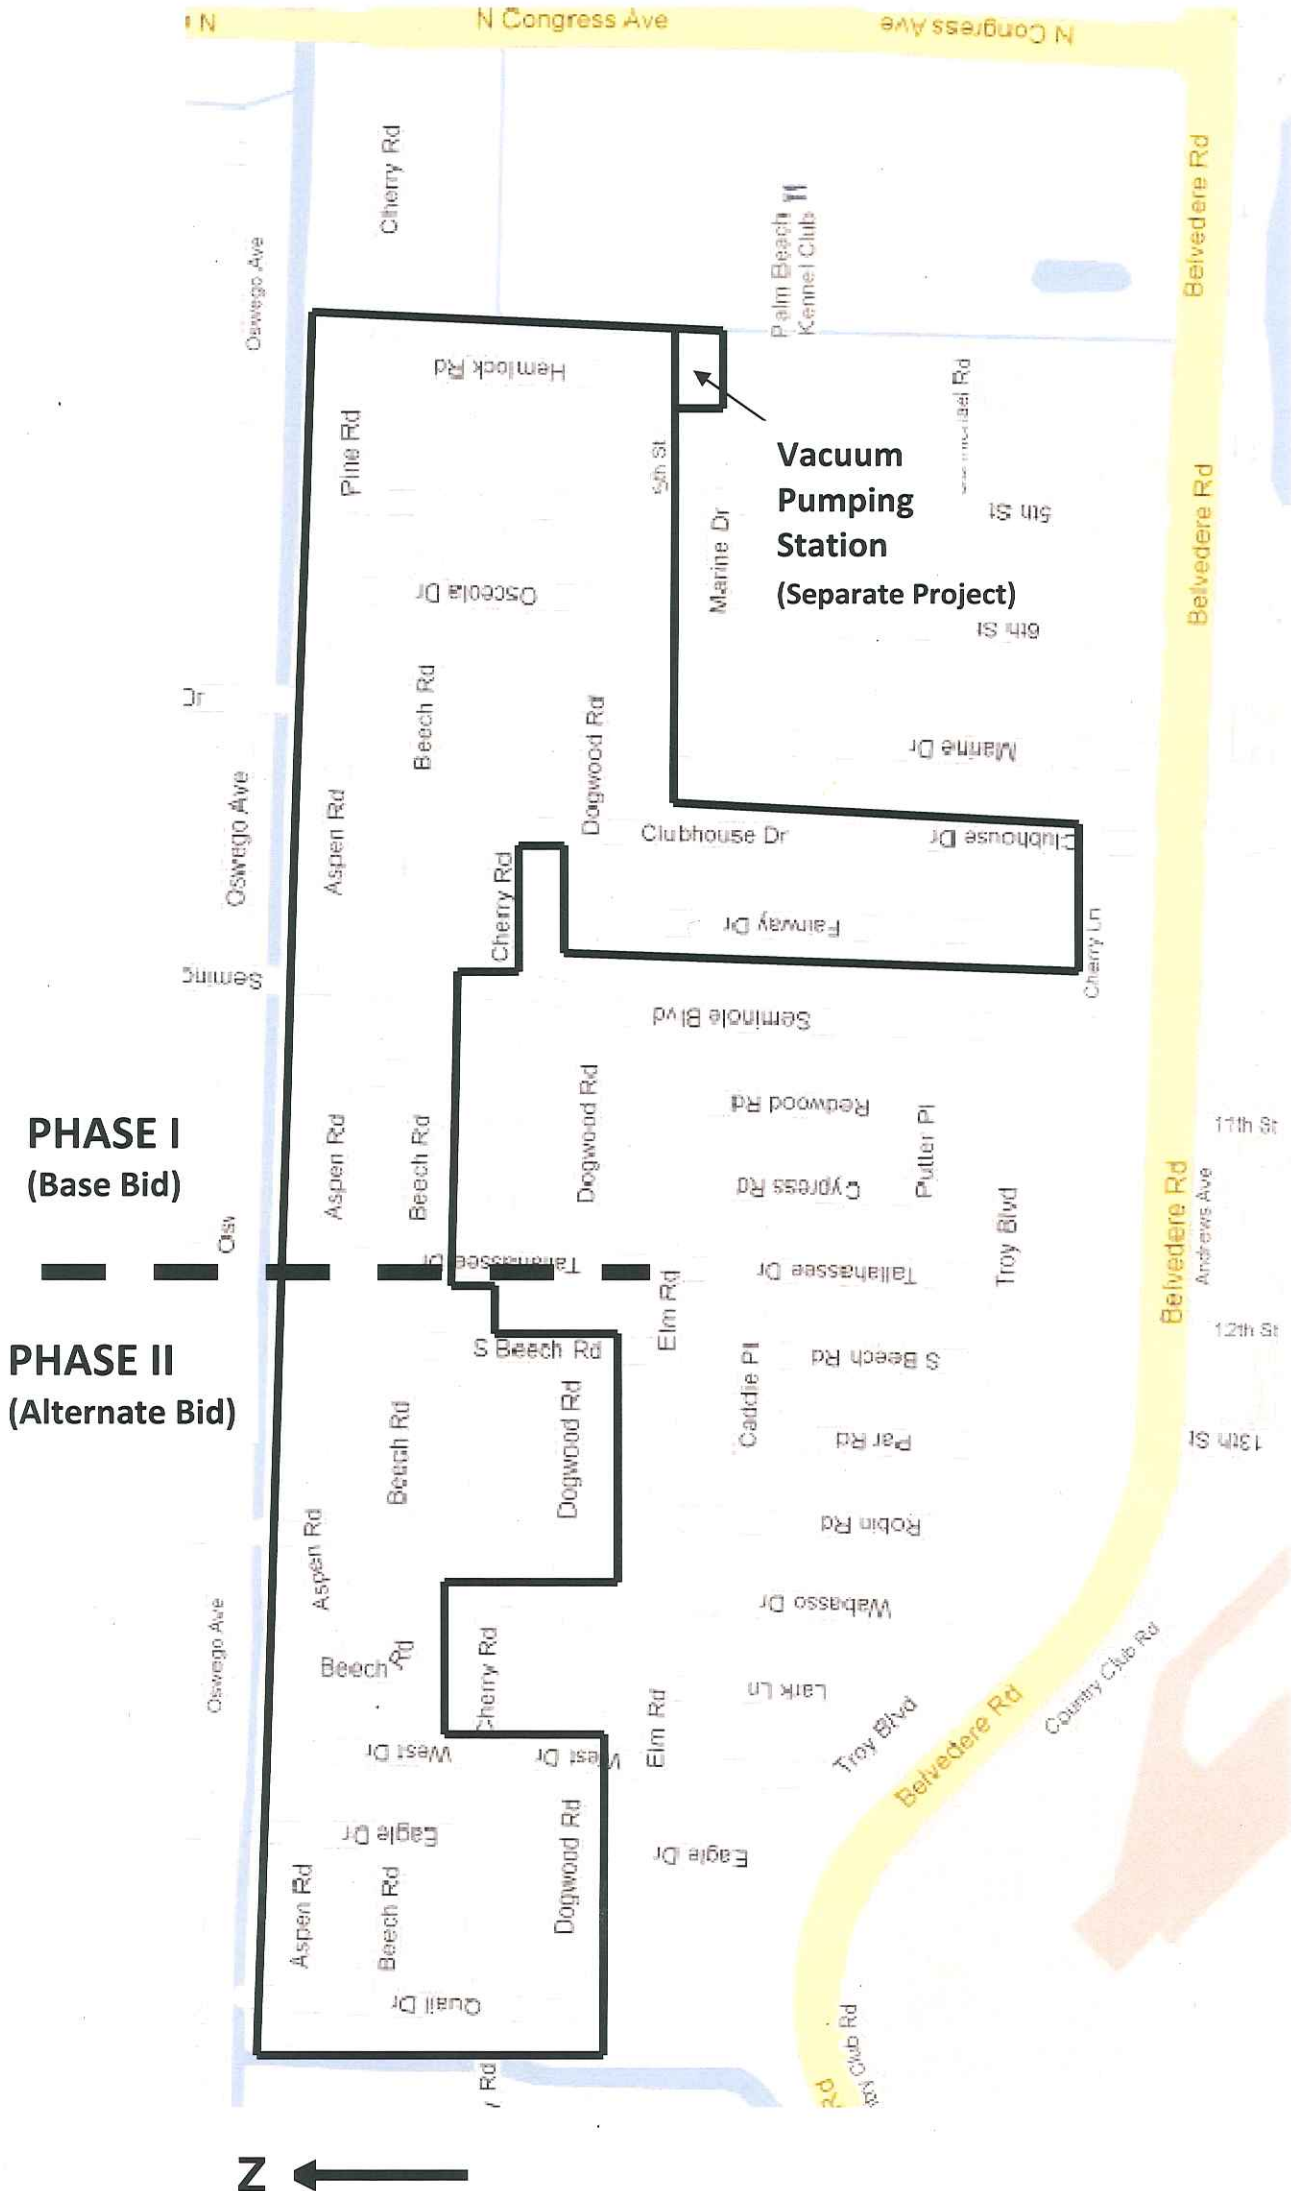 N
N Congress Ave
N Congress Ave
Belvedere Rd
Cherry Rd
Oswego Ave
Palm Beach
Kennel Club
Hemlock Rd
Pine Rd
5th St
Vacuum
Pumping
Station
(Separate Project)
5th St
Belvedere Rd
Marine Dr
Osceola Dr
6th St
Dr
Beech Rd
Dogwood Rd
Marine Dr
Oswego Ave
Aspen Rd
Clubhouse Dr
Clubhouse Dr
Cherry Rd
Fairway Dr
Cherry Ln
Seminole Blvd
Dogwood Rd
Redwood Rd
Putter Pl
11th St
PHASE I
(Base Bid)
Aspen Rd
Beech Rd
Cypress Rd
Troy Blvd
Belvedere Rd
Andrews Ave
Tallahassee Dr
Tallahassee Dr
Elm Rd
12th St
PHASE II
(Alternate Bid)
S Beech Rd
S Beech Rd
Caddie Pl
Beech Rd
Dogwood Rd
Par Rd
13th St
Aspen Rd
Robin Rd
Wabasso Dr
Oswego Ave
Beech Rd
Cherry Rd
Lark Ln
Country Club Rd
Elm Rd
Troy Blvd
Belvedere Rd
West Dr
West Dr
Eagle Dr
Eagle Dr
Aspen Rd
Beech Rd
Dogwood Rd
Quail Dr
Rd
Club Rd
Rd
N